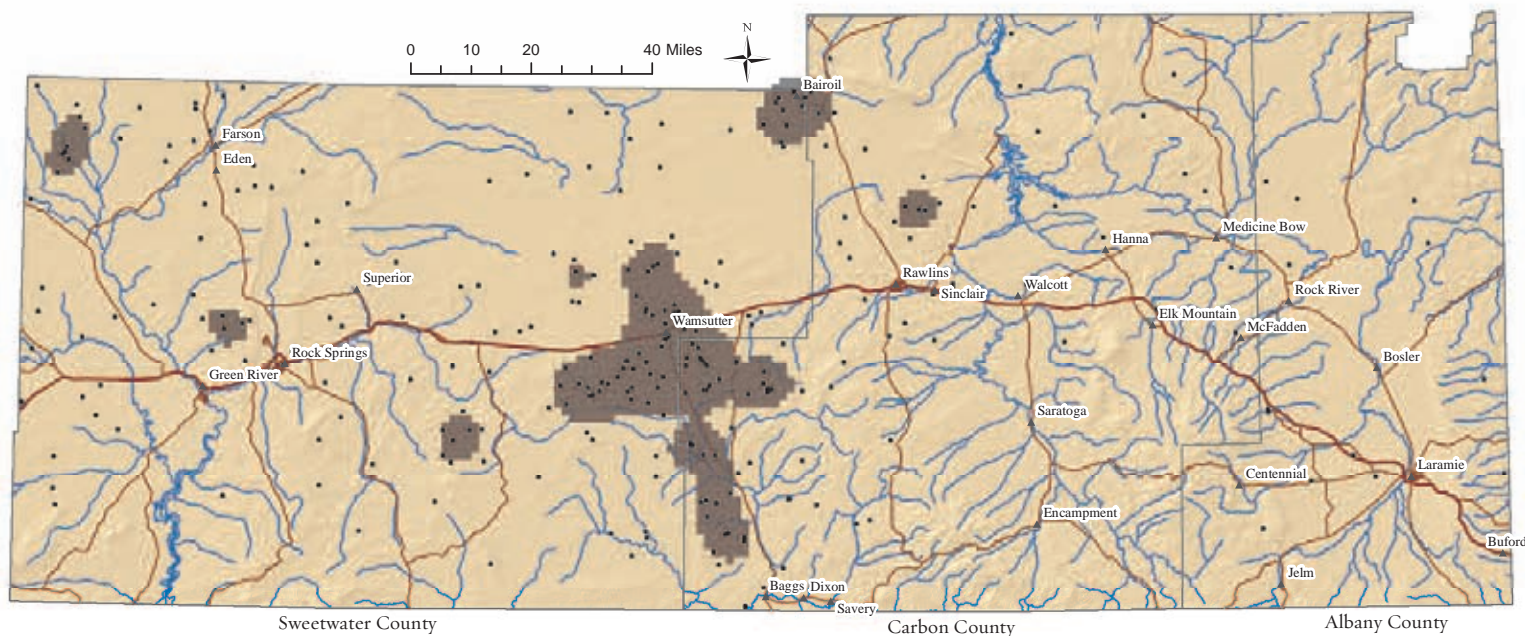 N
0 10 20 40 Miles
Bairoil
Farson
Eden
Medicine Bow
Hanna
Superior
Rawlins
Sinclair
Walcott
Rock River
Elk Mountain
Wamsutter
McFadden
Rock Springs
Bosler
Green River
Saratoga
Laramie
Centennial
Encampment
Buford
Jelm
Baggs Dixon
Savery
Sweetwater County
Carbon County
Albany County